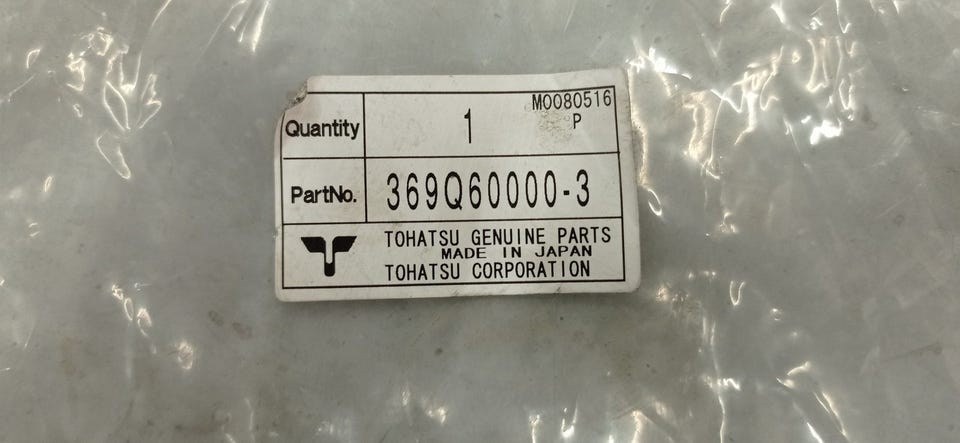 M0080516
Quantity 1 P
PartNo. 369Q60000-3
TOHATSU GENUINE PARTS
MADE IN JAPAN
TOHATSU CORPORATION